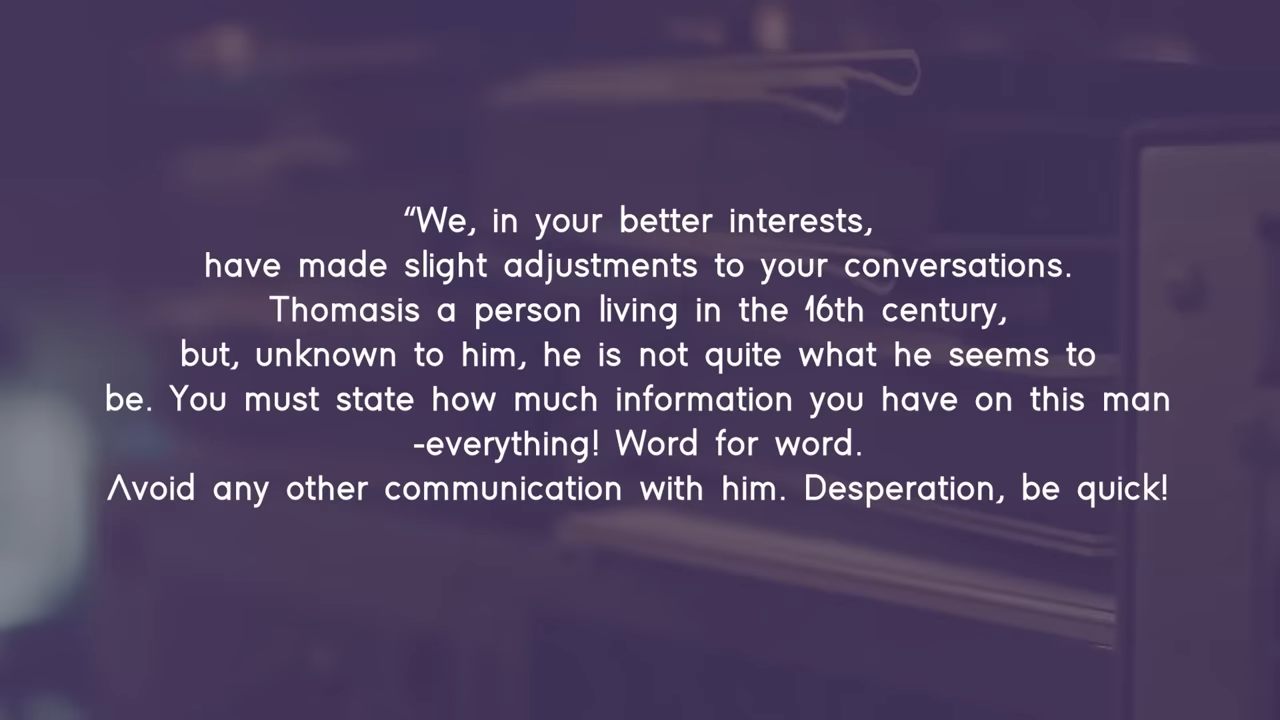 “We, in your better interests,
have made slight adjustments to your conversations.
Thomasis a person living in the 16th century,
but, unknown to him, he is not quite what he seems to
be. You must state how much information you have on this man
-everything! Word for word.
Avoid any other communication with him. Desperation, be quick!